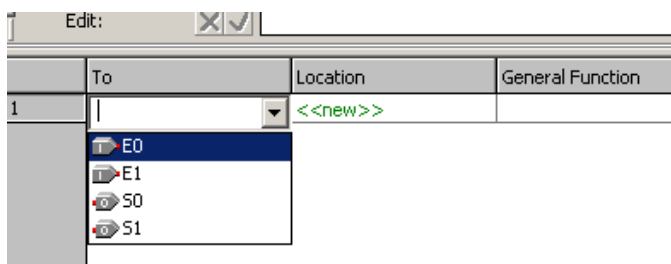 Edit:
To Location General Function
1 <<new>>
E0
E1
S0
S1